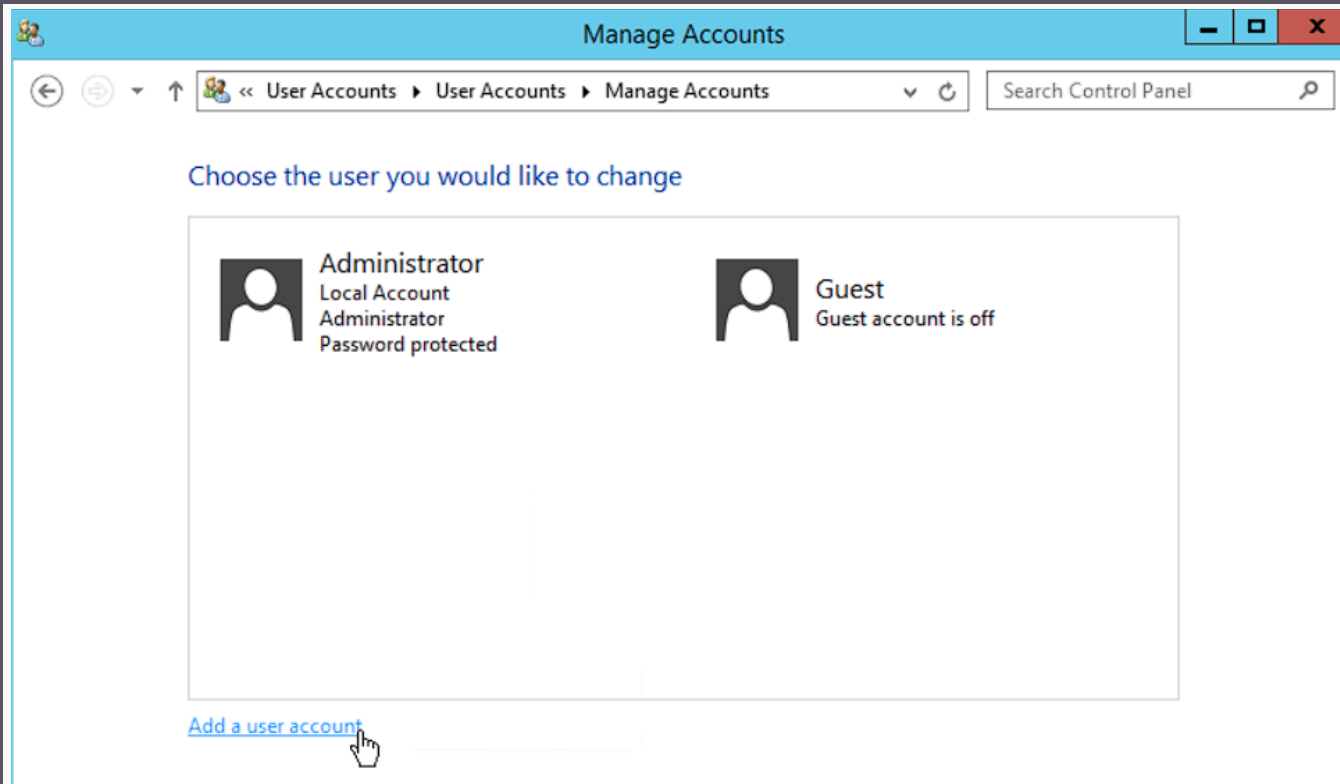 Manage Accounts
« User Accounts ▸ User Accounts ▸ Manage Accounts
Search Control Panel
Choose the user you would like to change
Administrator
Local Account
Administrator
Password protected
Guest
Guest account is off
Add a user account